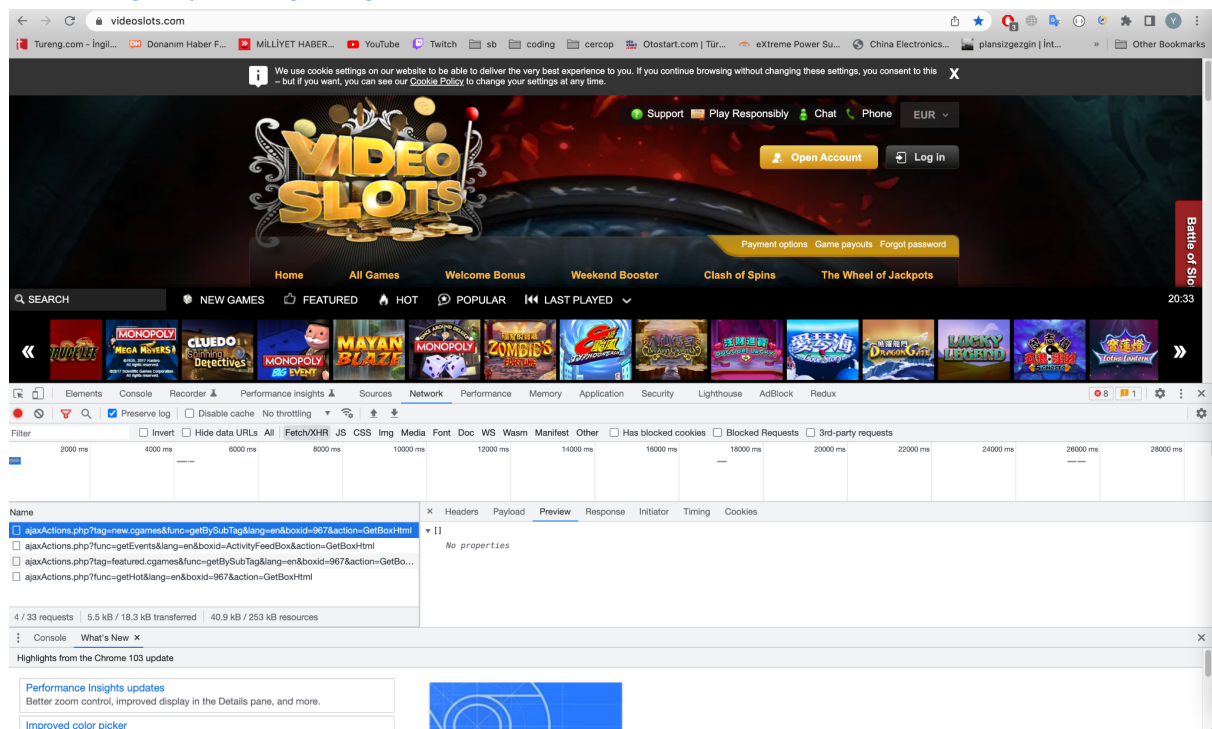 videoslots.com
Tureng.com - İngil... Donanım Haber F... MİLLİYET HABER... YouTube Twitch sb coding cercop Otostart.com | Tür... eXtreme Power Su... China Electronics... plansizgezgin | İnt... » Other Bookmarks
We use cookie settings on our website to be able to deliver the very best experience to you. If you continue browsing without changing these settings, you consent to this
– but if you want, you can see our Cookie Policy to change your settings at any time.
X
Support Play Responsibly Chat Phone EUR
VIDEO
SLOTS
Open Account Log in
Battle of Slo
Payment options Game payouts Forgot password
Home All Games Welcome Bonus Weekend Booster Clash of Spins The Wheel of Jackpots
SEARCH NEW GAMES FEATURED HOT POPULAR LAST PLAYED 20:33
BRUCE LEE
MONOPOLY
MEGA MOVERS!
CLUEDO
Spinning
Detectives
MONOPOLY
BIG EVENT
MAYAN
BLAZE
MONOPOLY
LUCKY
LEGEND
Lotus Lantern
Elements Console Recorder Performance insights Sources Network Performance Memory Application Security Lighthouse AdBlock Redux 8 1
Preserve log Disable cache No throttling
Filter Invert Hide data URLs All Fetch/XHR JS CSS Img Media Font Doc WS Wasm Manifest Other Has blocked cookies Blocked Requests 3rd-party requests
2000 ms 4000 ms 6000 ms 8000 ms 10000 ms 12000 ms 14000 ms 16000 ms 18000 ms 20000 ms 22000 ms 24000 ms 26000 ms 28000 ms
Name × Headers Payload Preview Response Initiator Timing Cookies
ajaxActions.php?tag=new.cgames&func=getBySubTag&lang=en&boxid=967&action=GetBoxHtml
▼ []
ajaxActions.php?func=getEvents&lang=en&boxid=ActivityFeedBox&action=GetBoxHtml
No properties
ajaxActions.php?tag=featured.cgames&func=getBySubTag&lang=en&boxid=967&action=GetBo...
ajaxActions.php?func=getHot&lang=en&boxid=967&action=GetBoxHtml
4 / 33 requests 5.5 kB / 18.3 kB transferred 40.9 kB / 253 kB resources
Console What's New ×
Highlights from the Chrome 103 update
Performance Insights updates
Better zoom control, improved display in the Details pane, and more.
Improved color picker